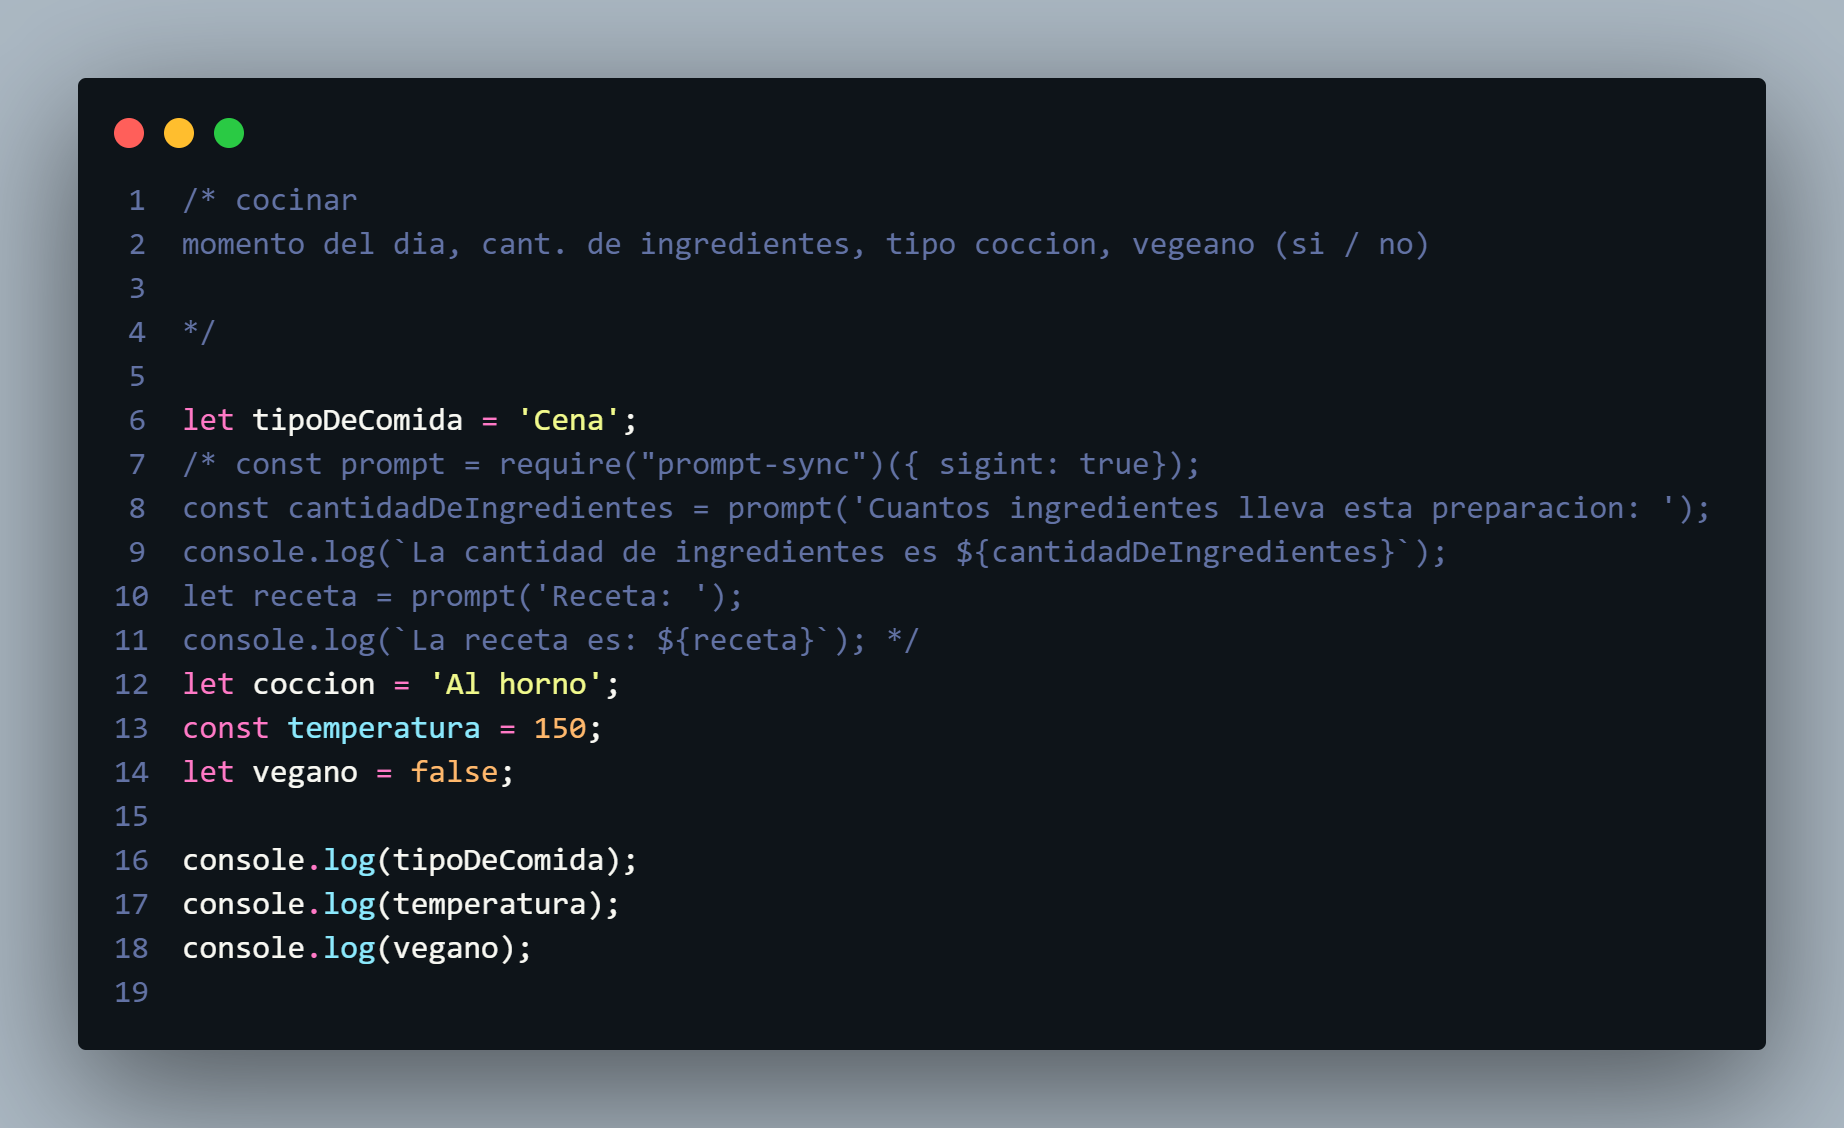 1 /* cocinar
2 momento del dia, cant. de ingredientes, tipo coccion, vegeano (si / no)
3
4 */
5
6 let tipoDeComida = 'Cena';
7 /* const prompt = require("prompt-sync")({ sigint: true});
8 const cantidadDeIngredientes = prompt('Cuantos ingredientes lleva esta preparacion: ');
9 console.log(`La cantidad de ingredientes es ${cantidadDeIngredientes}`);
10 let receta = prompt('Receta: ');
11 console.log(`La receta es: ${receta}`); */
12 let coccion = 'Al horno';
13 const temperatura = 150;
14 let vegano = false;
15
16 console.log(tipoDeComida);
17 console.log(temperatura);
18 console.log(vegano);
19